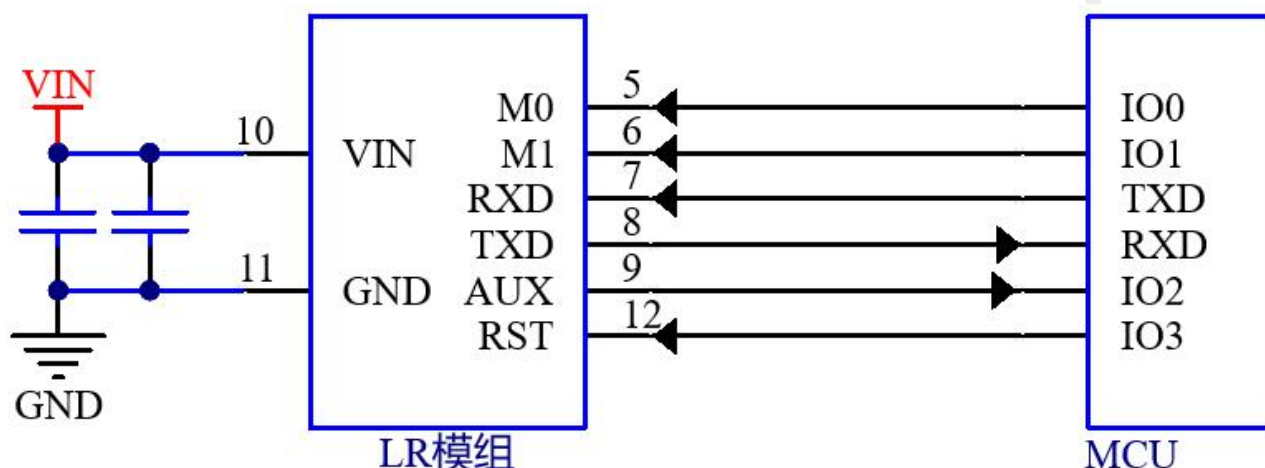 VIN
10
VIN
11
GND
GND
M0
5
M1
6
RXD
7
TXD
8
AUX
9
RST
12
LR模组
IO0
IO1
TXD
RXD
IO2
IO3
MCU